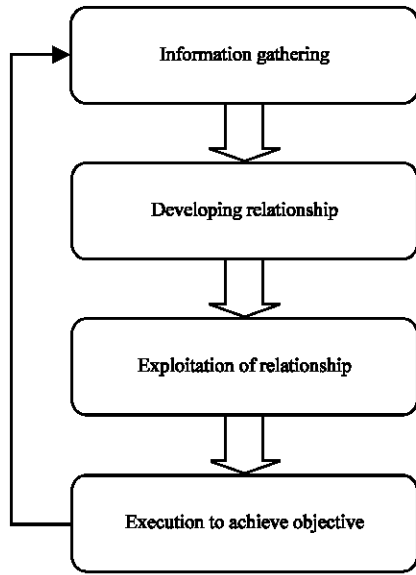 Information gathering
Developing relationship
Exploitation of relationship
Execution to achieve objective